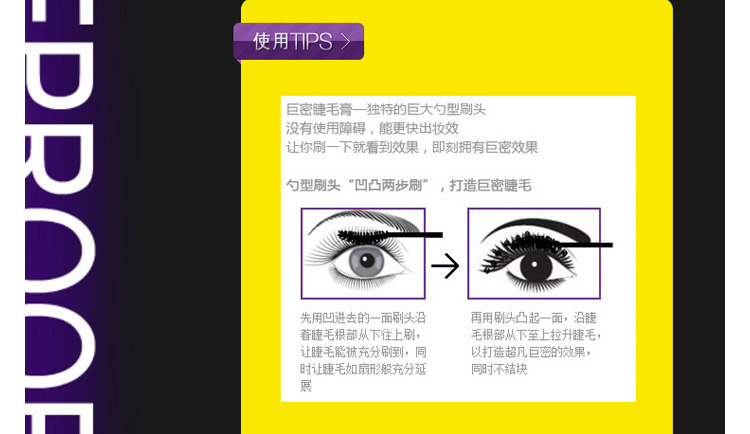 EPROOF
使用TIPS
巨密睫毛膏—独特的巨大勺型刷头
没有使用障碍，能更快出妆效
让你刷一下就看到效果，即刻拥有巨密效果
勺型刷头“凹凸两步刷”，打造巨密睫毛
先用凹进去的一面刷头沿
着睫毛根部从下往上刷，
让睫毛能被充分刷到，同
时让睫毛如扇形般充分延
展
再用刷头凸起一面，沿睫
毛根部从下至上拉升睫毛，
以打造超凡巨密的效果，
同时不结块